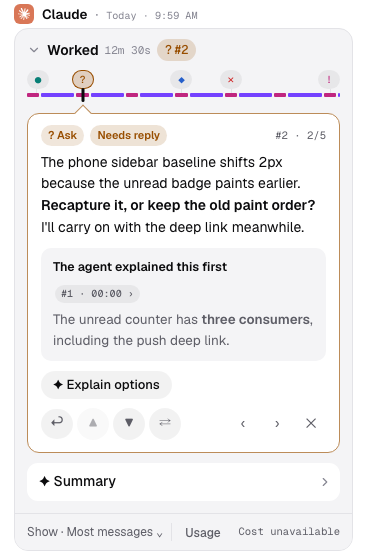 Claude · Today · 9:59 AM
Worked 12m 30s ? #2
? Ask Needs reply #2 · 2/5
The phone sidebar baseline shifts 2px
because the unread badge paints earlier.
Recapture it, or keep the old paint order?
I'll carry on with the deep link meanwhile.
The agent explained this first
#1 · 00:00 ›
The unread counter has three consumers,
including the push deep link.
✦ Explain options
✦ Summary
Show · Most messages Usage Cost unavailable